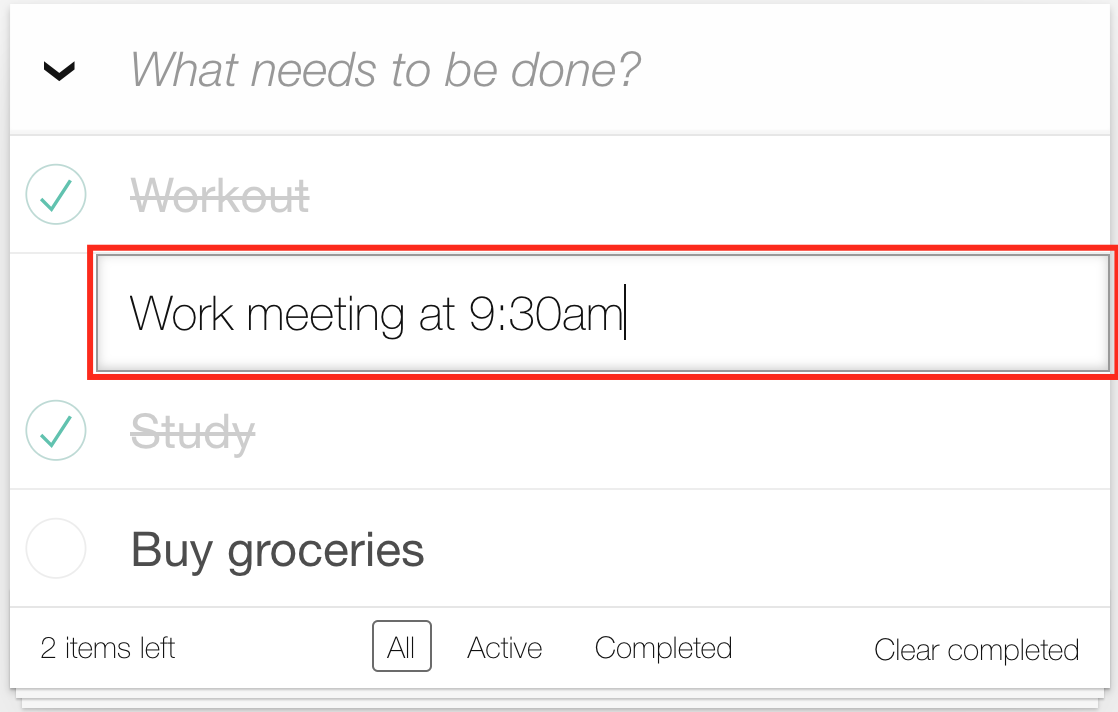 What needs to be done?
Workout
Work meeting at 9:30am
Study
Buy groceries
2 items left All Active Completed Clear completed